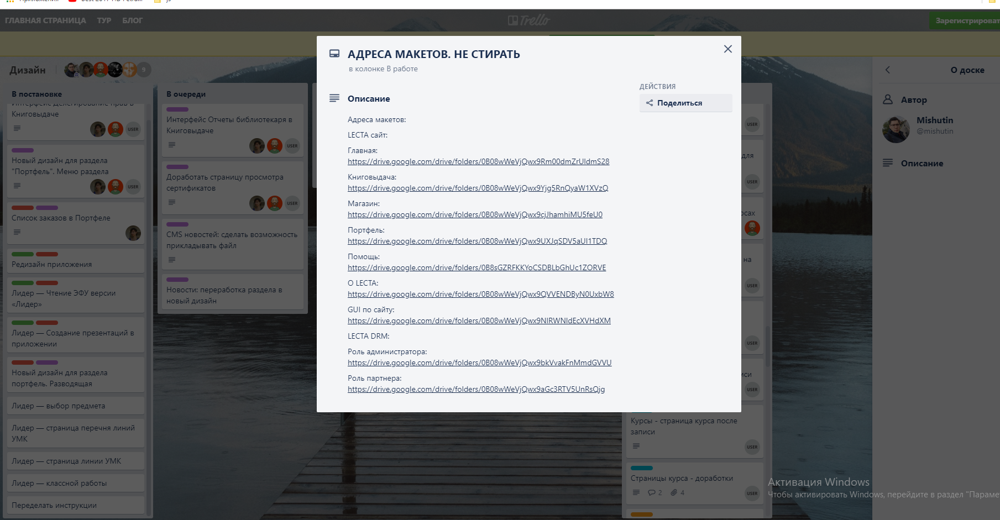 Приложения
ГЛАВНАЯ СТРАНИЦА
ТУР
БЛОГ
Trello
Дизайн
9
В постановке
Книговыдаче
USER
Новый дизайн для раздела
"Портфель". Меню раздела
USER
Список заказов в Портфеле
Редизайн приложения
Лидер — Чтение ЭФУ версии
«Лидер»
Лидер — Создание презентаций в
приложении
Новый дизайн для раздела
портфель. Разводящая
Лидер — выбор предмета
Лидер — страница перечня линий
УМК
Лидер — страница линии УМК
Лидер — классной работы
Переделать инструкции
В очереди
Интерфейс Отчеты библиотекаря в
Книговыдаче
USER
Доработать страницу просмотра
сертификатов
USER
CMS новостей: сделать возможность
прикладывать файл
Новости: переработка раздела в
новый дизайн
АДРЕСА МАКЕТОВ. НЕ СТИРАТЬ
в колонке В работе
Описание
Адреса макетов:
LECTA сайт:
Главная:
https://drive.google.com/drive/folders/0B08wWeVjQwx9Rm00dmZrUldmS28
Книговыдача:
https://drive.google.com/drive/folders/0B08wWeVjQwx9Yjg5RnQyaW1XVzQ
Магазин:
https://drive.google.com/drive/folders/0B08wWeVjQwx9cjJhamhiMU5feU0
Портфель:
https://drive.google.com/drive/folders/0B08wWeVjQwx9UXJqSDV5aUI1TDQ
Помощь:
https://drive.google.com/drive/folders/0B8sGZRFKKYoCSDBLbGhUc1ZORVE
О LECTA:
https://drive.google.com/drive/folders/0B08wWeVjQwx9QVVENDByN0UxbW8
GUI по сайту:
https://drive.google.com/drive/folders/0B08wWeVjQwx9NlRWNldEcXVHdXM
LECTA DRM:
Роль администратора:
https://drive.google.com/drive/folders/0B08wWeVjQwx9bkVvakFnMmdGVVU
Роль партнера:
https://drive.google.com/drive/folders/0B08wWeVjQwx9aGc3RTV5UnRsQjg
ДЕЙСТВИЯ
Поделиться
USER
для
USER
на
USER
USER
USER
Курсы - страница курса после
записи
USER
Страницы курса - доработки
2 4
USER
Зарегистрироват
О доске
Автор
Mishutin
@mishutin
Описание
Активация Windows
Чтобы активировать Windows, перейдите в раздел "Параме